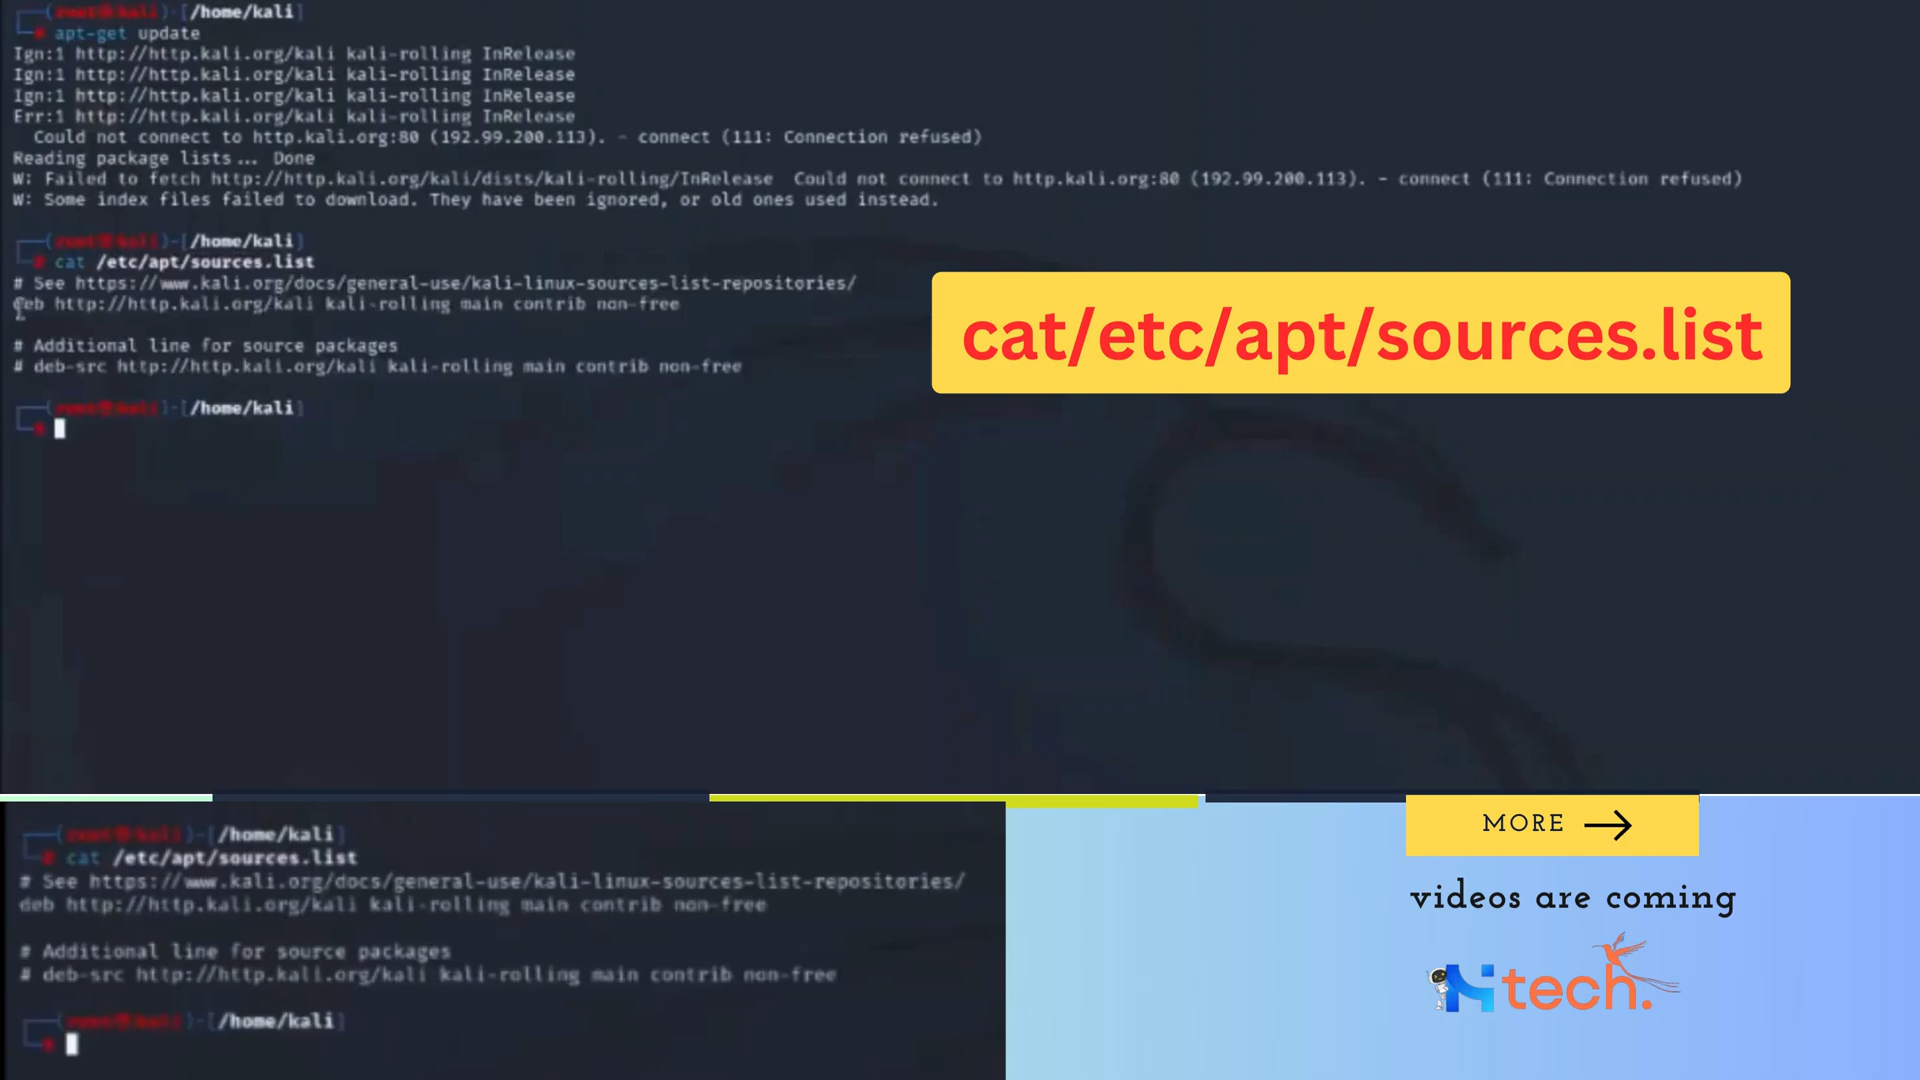 ┌──(root㉿kali)-[/home/kali]
└─# apt-get update
Ign:1 http://http.kali.org/kali kali-rolling InRelease
Ign:1 http://http.kali.org/kali kali-rolling InRelease
Ign:1 http://http.kali.org/kali kali-rolling InRelease
Err:1 http://http.kali.org/kali kali-rolling InRelease
Could not connect to http.kali.org:80 (192.99.200.113). - connect (111: Connection refused)
Reading package lists... Done
W: Failed to fetch http://http.kali.org/kali/dists/kali-rolling/InRelease Could not connect to http.kali.org:80 (192.99.200.113). - connect (111: Connection refused)
W: Some index files failed to download. They have been ignored, or old ones used instead.
┌──(root㉿kali)-[/home/kali]
└─# cat /etc/apt/sources.list
# See https://www.kali.org/docs/general-use/kali-linux-sources-list-repositories/
deb http://http.kali.org/kali kali-rolling main contrib non-free
# Additional line for source packages
# deb-src http://http.kali.org/kali kali-rolling main contrib non-free
┌──(root㉿kali)-[/home/kali]
└─#
cat/etc/apt/sources.list
┌──(root㉿kali)-[/home/kali]
└─# cat /etc/apt/sources.list
# See https://www.kali.org/docs/general-use/kali-linux-sources-list-repositories/
deb http://http.kali.org/kali kali-rolling main contrib non-free
# Additional line for source packages
# deb-src http://http.kali.org/kali kali-rolling main contrib non-free
┌──(root㉿kali)-[/home/kali]
└─#
MORE →
videos are coming
Ntech.